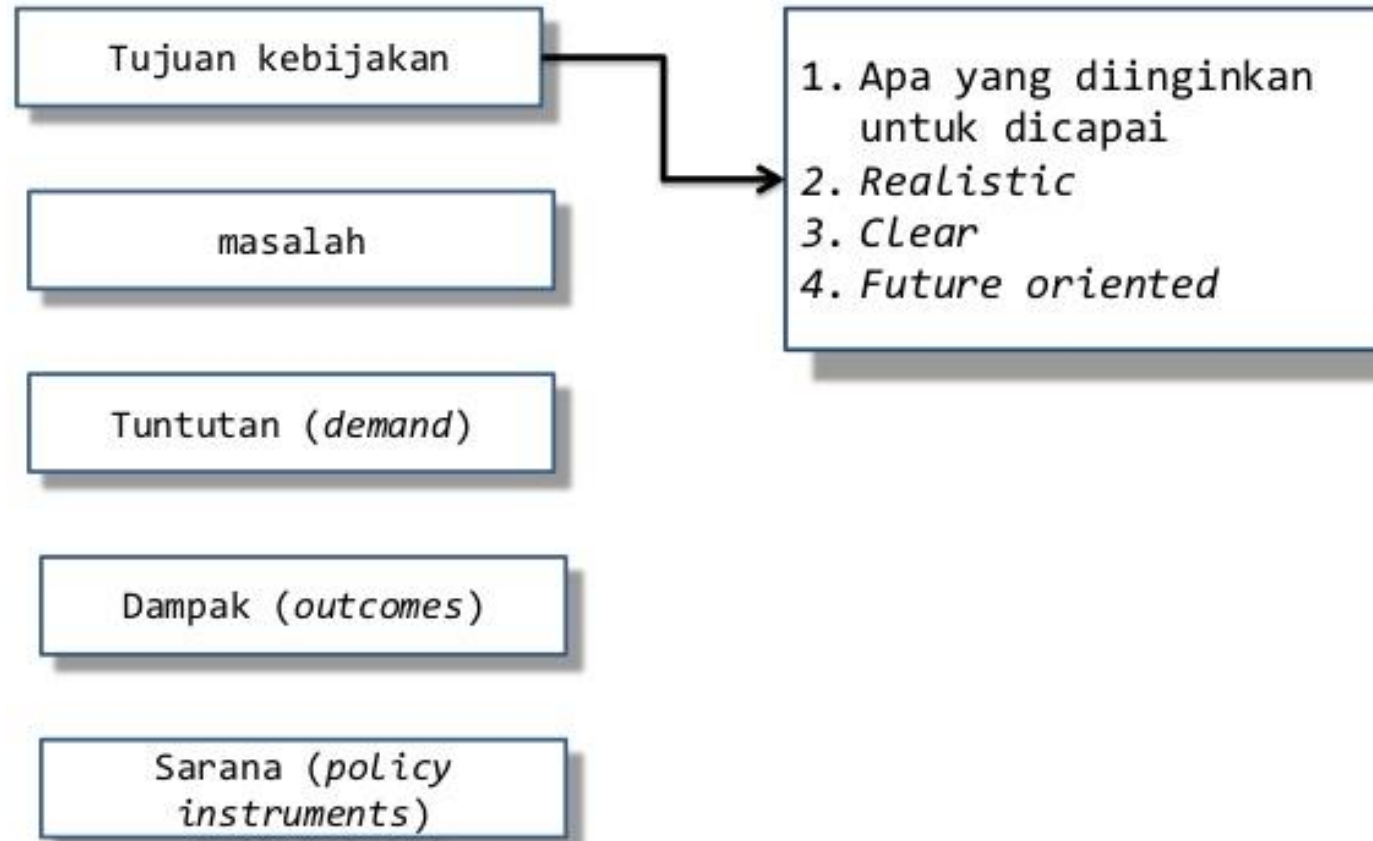 Tujuan kebijakan
1. Apa yang diinginkan
untuk dicapai
2. Realistic
3. Clear
4. Future oriented
masalah
Tuntutan (demand)
Dampak (outcomes)
Sarana (policy
instruments)